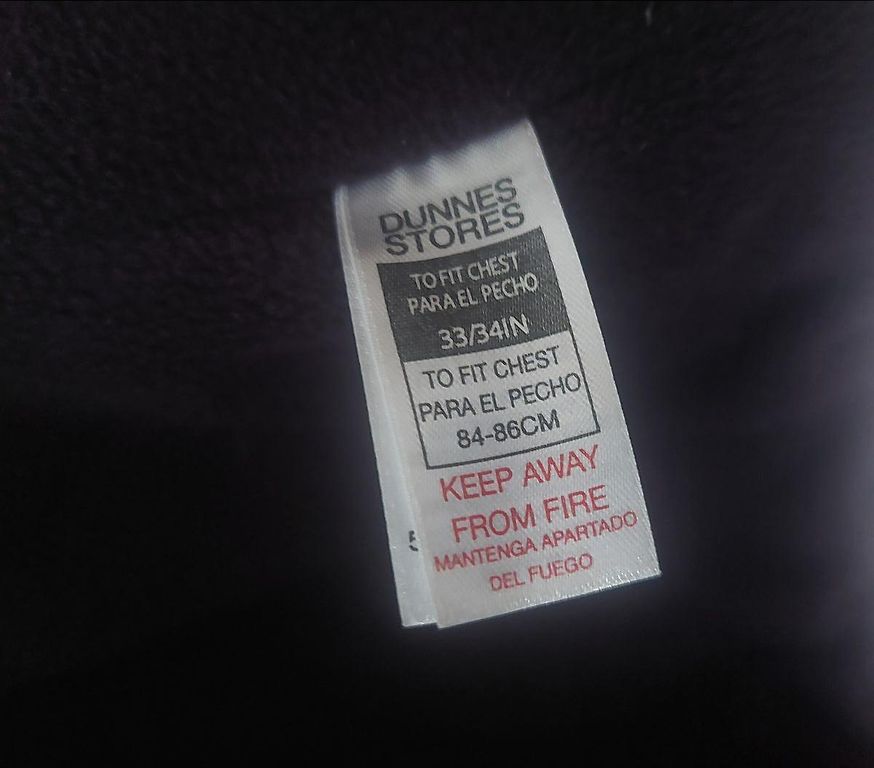 DUNNES
STORES
TO FIT CHEST
PARA EL PECHO
33/34IN
TO FIT CHEST
PARA EL PECHO
84-86CM
KEEP AWAY
FROM FIRE
MANTENGA APARTADO
DEL FUEGO